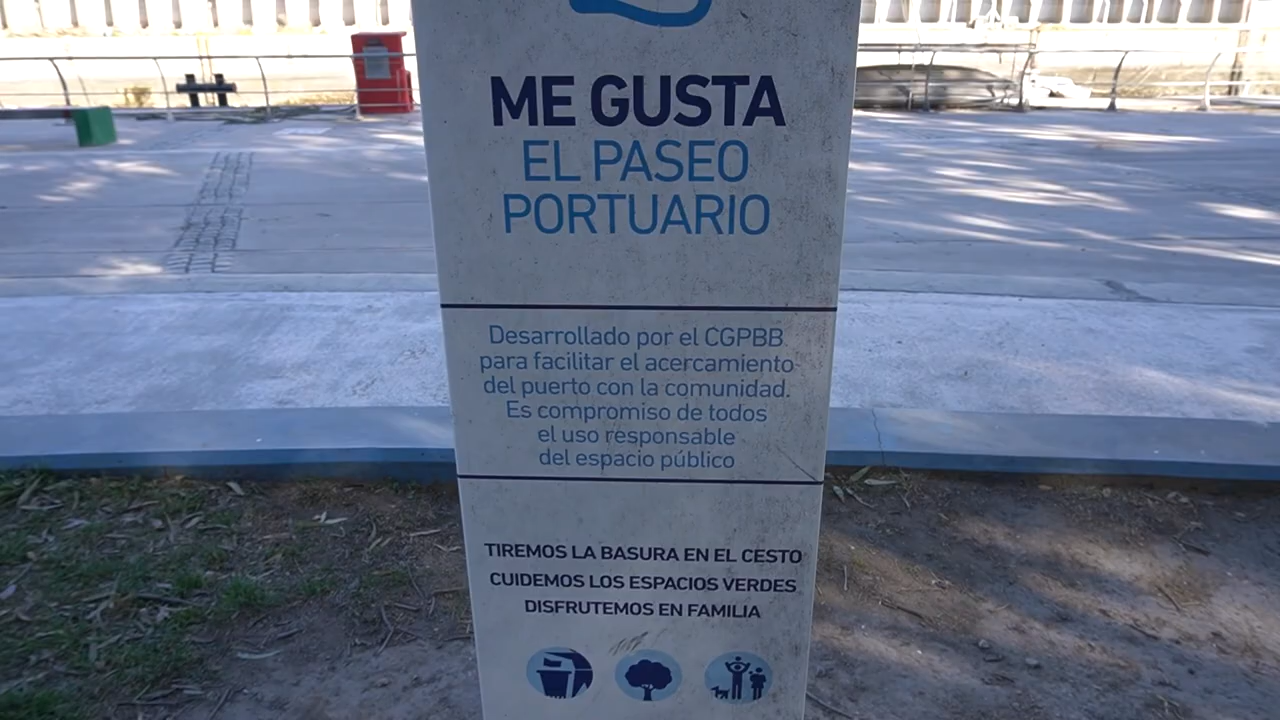 ME GUSTA
EL PASEO
PORTUARIO
Desarrollado por el CGPBB
para facilitar el acercamiento
del puerto con la comunidad.
Es compromiso de todos
el uso responsable
del espacio público
TIREMOS LA BASURA EN EL CESTO
CUIDEMOS LOS ESPACIOS VERDES
DISFRUTEMOS EN FAMILIA